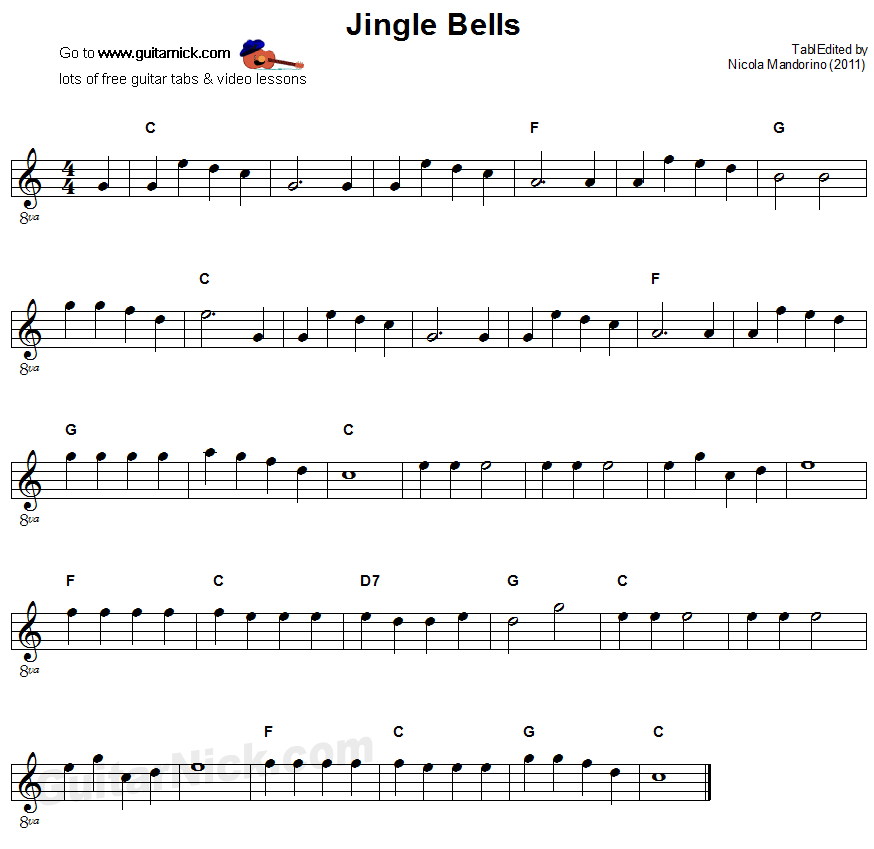 Jingle Bells
Go to www.guitarnick.com
lots of free guitar tabs & video lessons
TablEdited by
Nicola Mandorino (2011)
C F G
4
4
8va
C F
8va
G C
8va
F C D7 G C
8va
F C G C
GuitarNick.com
8va